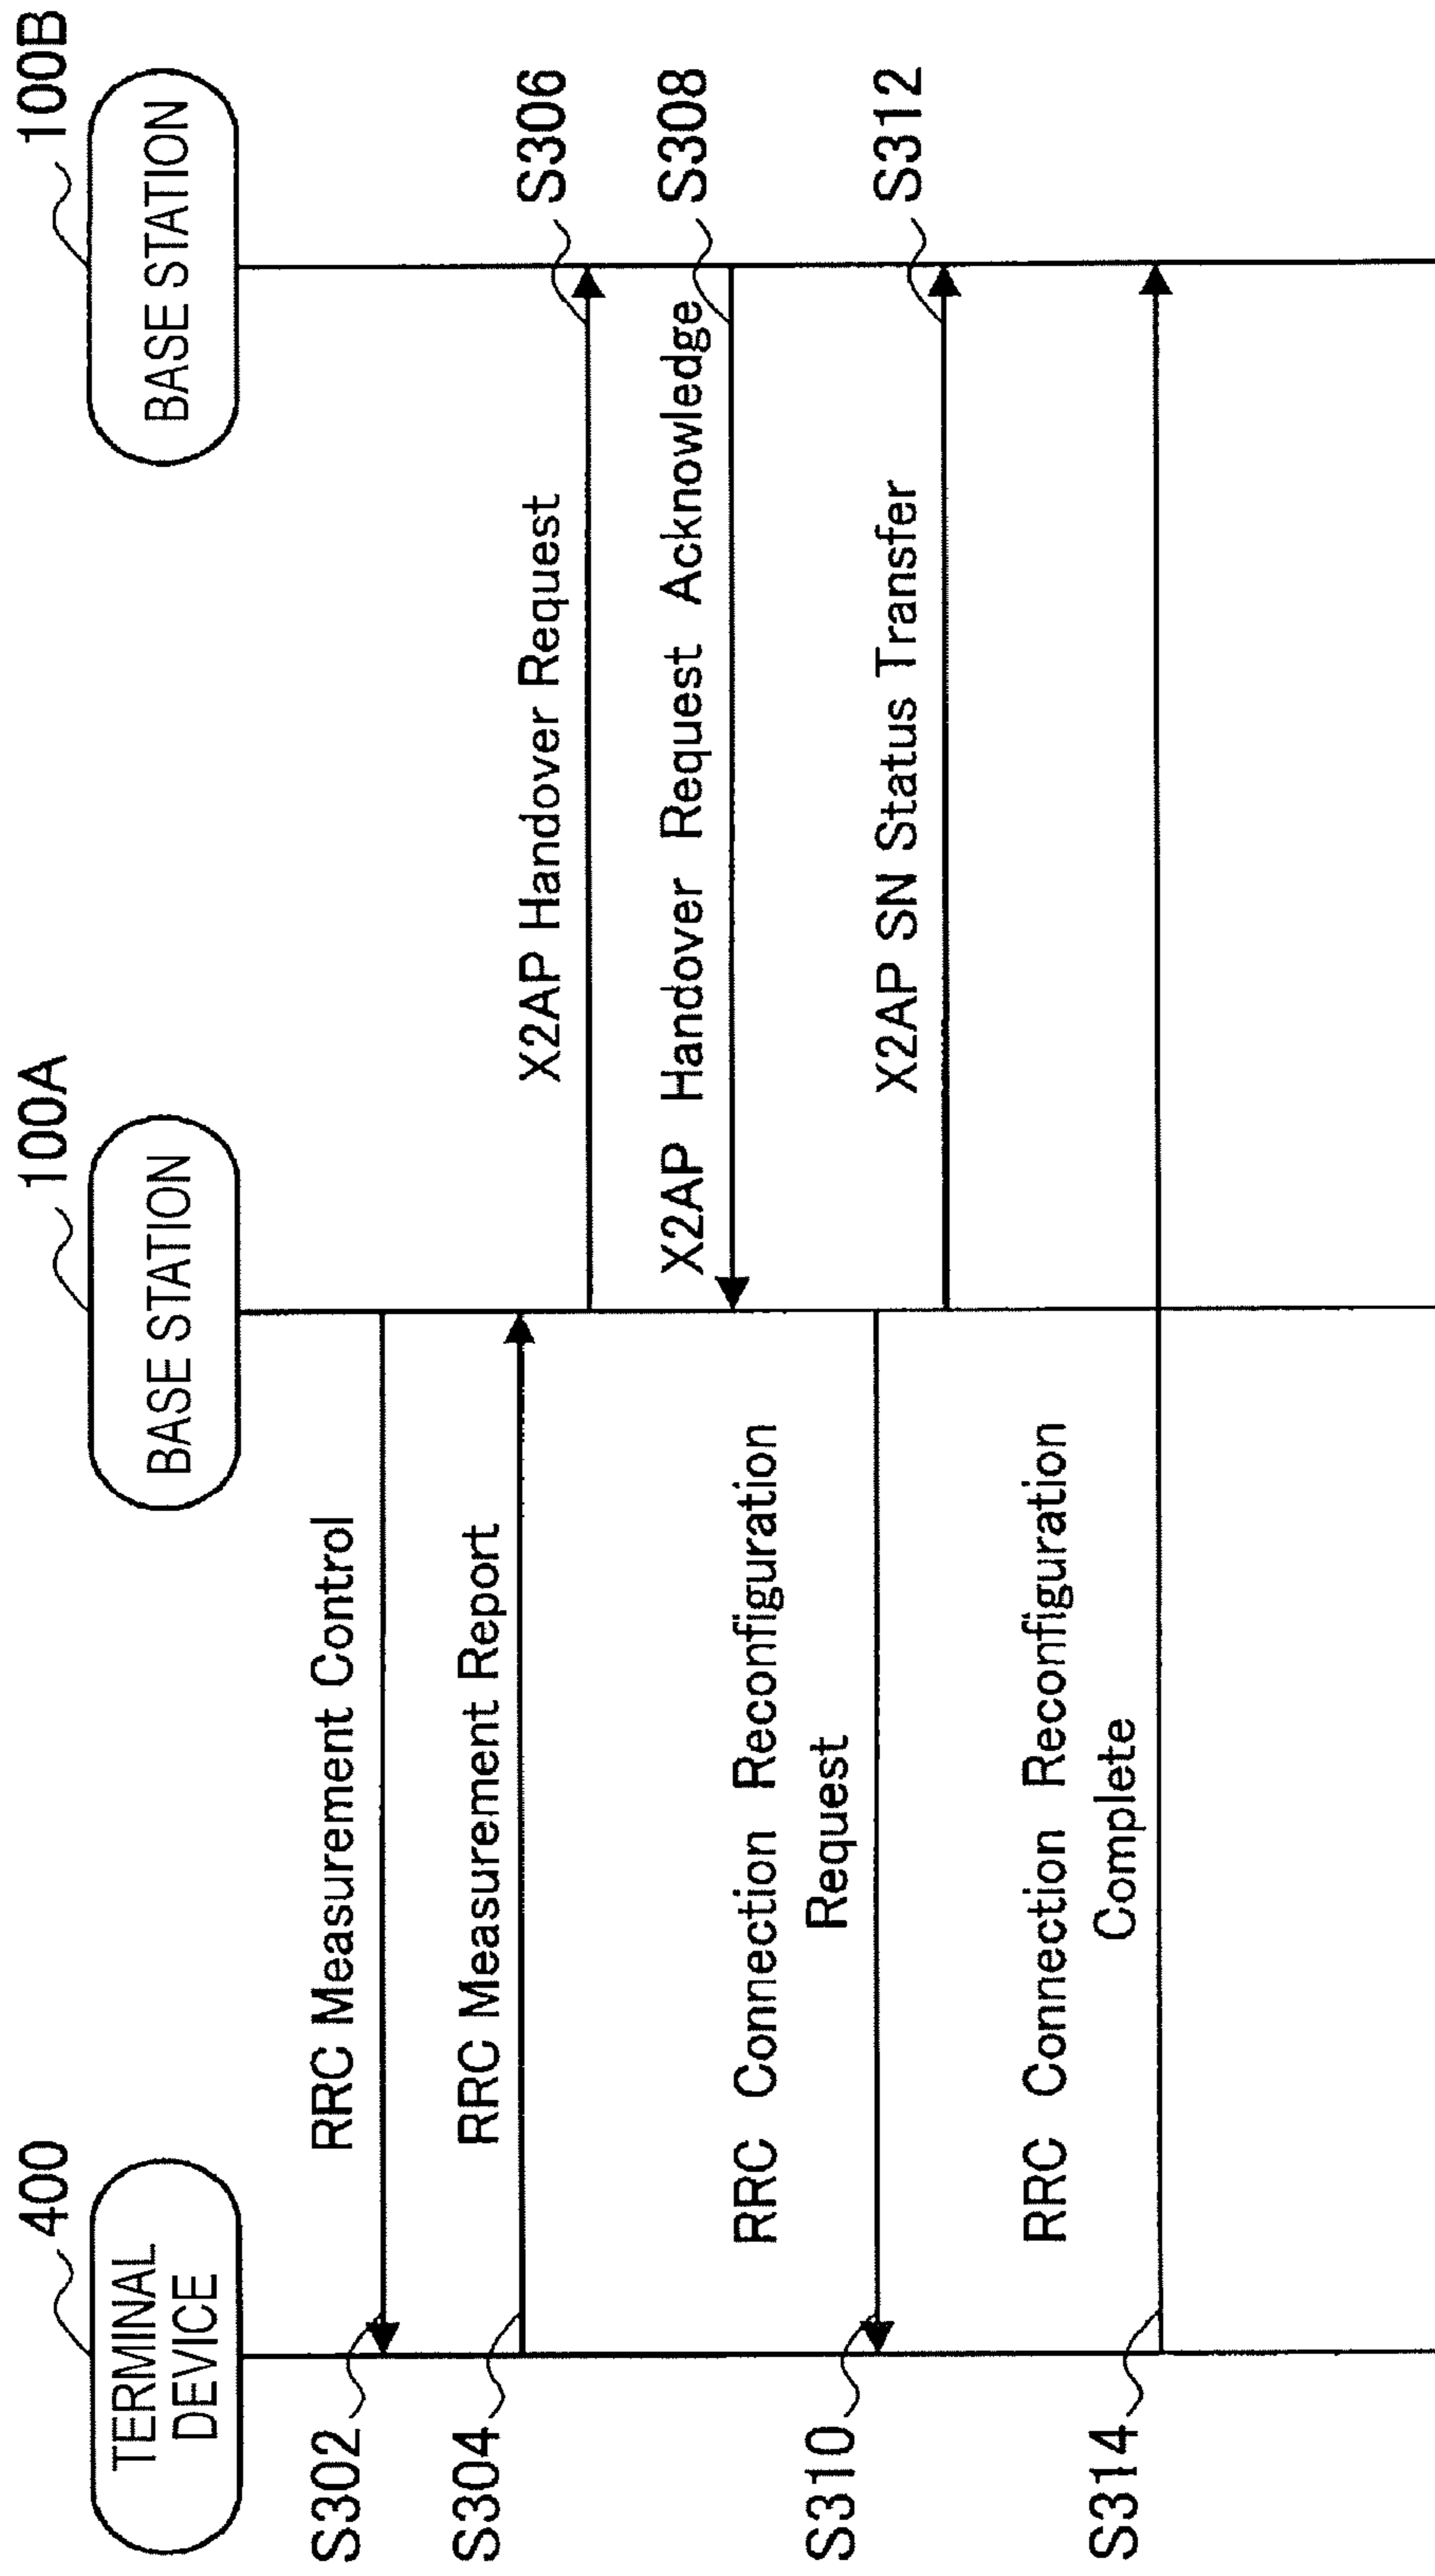 400
100A
100B
TERMINAL
DEVICE
BASE STATION
BASE STATION
S302
RRC Measurement Control
S304
RRC Measurement Report
X2AP Handover Request
S306
X2AP Handover Request Acknowledge
S308
RRC Connection Reconfiguration
Request
S310
X2AP SN Status Transfer
S312
RRC Connection Reconfiguration
Complete
S314